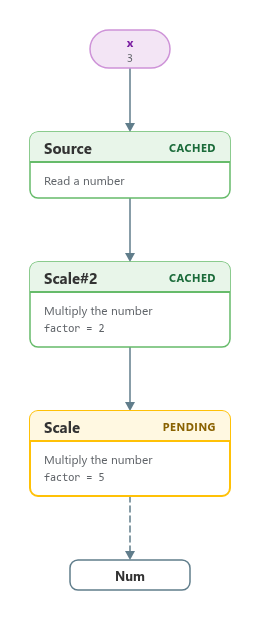 x
3
Source CACHED
Read a number
Scale#2 CACHED
Multiply the number
factor = 2
Scale PENDING
Multiply the number
factor = 5
Num